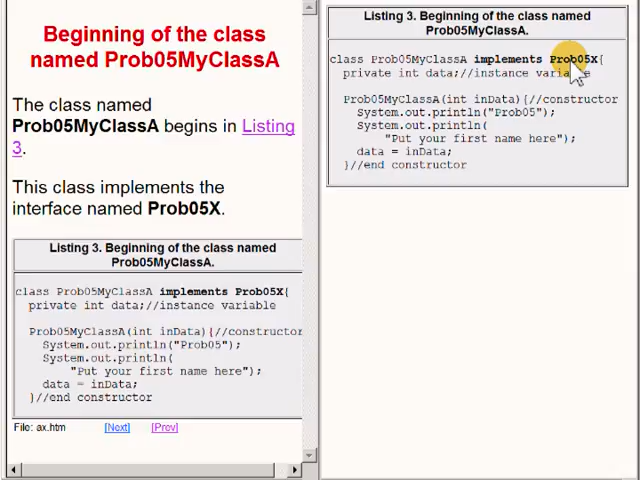 Beginning of the class
named Prob05MyClassA
The class named
Prob05MyClassA begins in Listing
3.
This class implements the
interface named Prob05X.
Listing 3. Beginning of the class named
Prob05MyClassA.
class Prob05MyClassA implements Prob05X{
private int data;//instance variable
Prob05MyClassA(int inData){//constructor
System.out.println("Prob05");
System.out.println(
"Put your first name here");
data = inData;
}//end constructor
File: ax.htm [Next] [Prev]
Listing 3. Beginning of the class named
Prob05MyClassA.
class Prob05MyClassA implements Prob05X{
private int data;//instance variable
Prob05MyClassA(int inData){//constructor
System.out.println("Prob05");
System.out.println(
"Put your first name here");
data = inData;
}//end constructor